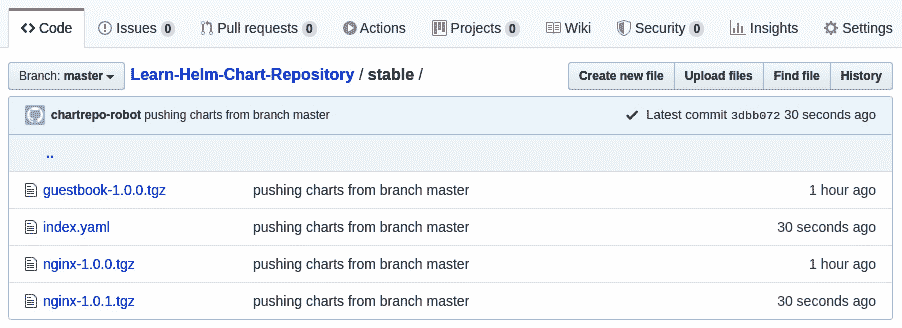 Code Issues 0 Pull requests 0 Actions Projects 0 Wiki Security 0 Insights Settings
Branch: master Learn-Helm-Chart-Repository / stable / Create new file Upload files Find file History
chartrepo-robot pushing charts from branch master Latest commit 3dbb072 30 seconds ago
..
guestbook-1.0.0.tgz pushing charts from branch master 1 hour ago
index.yaml pushing charts from branch master 30 seconds ago
nginx-1.0.0.tgz pushing charts from branch master 1 hour ago
nginx-1.0.1.tgz pushing charts from branch master 30 seconds ago